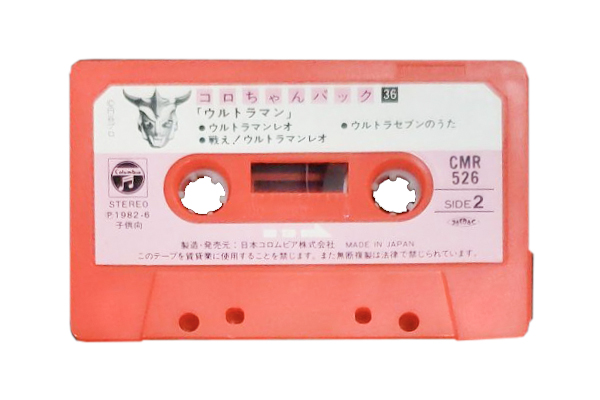 コロちゃんパック 36
「ウルトラマン」
●ウルトラマンレオ ●ウルトラセブンのうた
●戦え!ウルトラマンレオ
Columbia
STEREO
P.1982-6
子供向
CMR
526
SIDE 2
製造・発売元:日本コロムビア株式会社 MADE IN JAPAN
このテープを賃貸業に使用することを禁じます。また無断複製は法律で禁じられています。